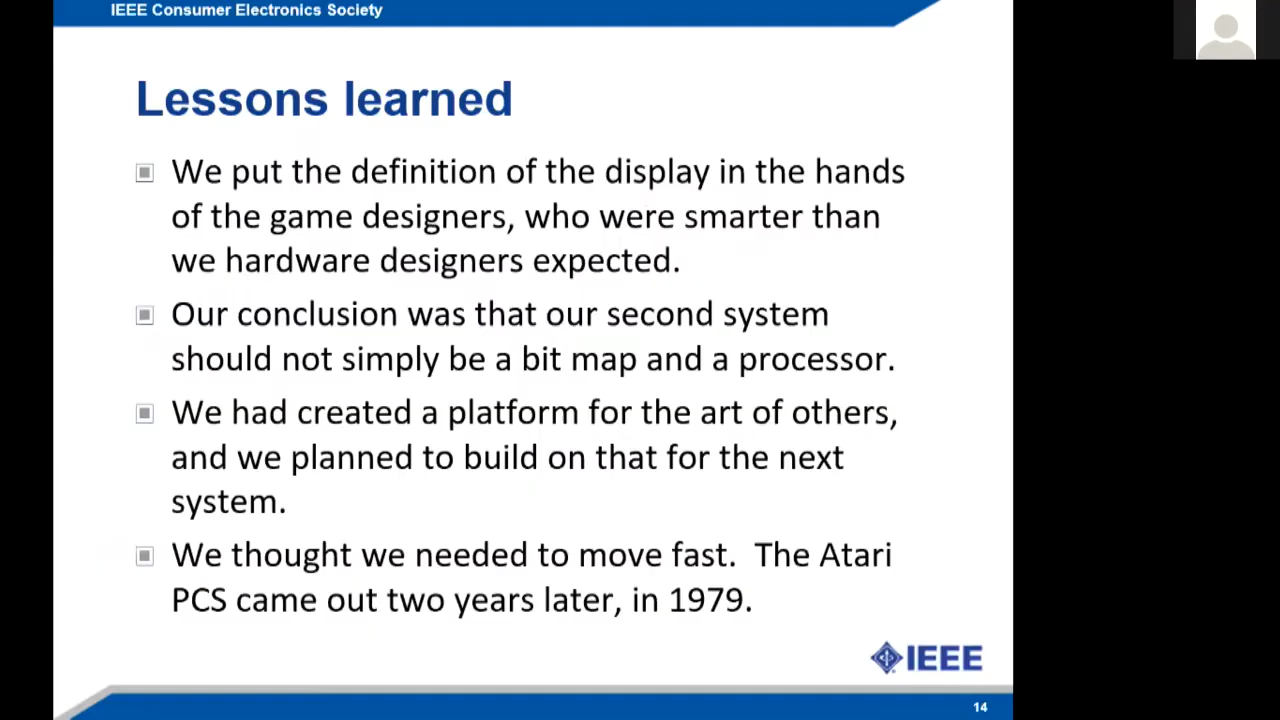 IEEE Consumer Electronics Society
Lessons learned
We put the definition of the display in the hands
of the game designers, who were smarter than
we hardware designers expected.
Our conclusion was that our second system
should not simply be a bit map and a processor.
We had created a platform for the art of others,
and we planned to build on that for the next
system.
We thought we needed to move fast.  The Atari
PCS came out two years later, in 1979.
IEEE
14